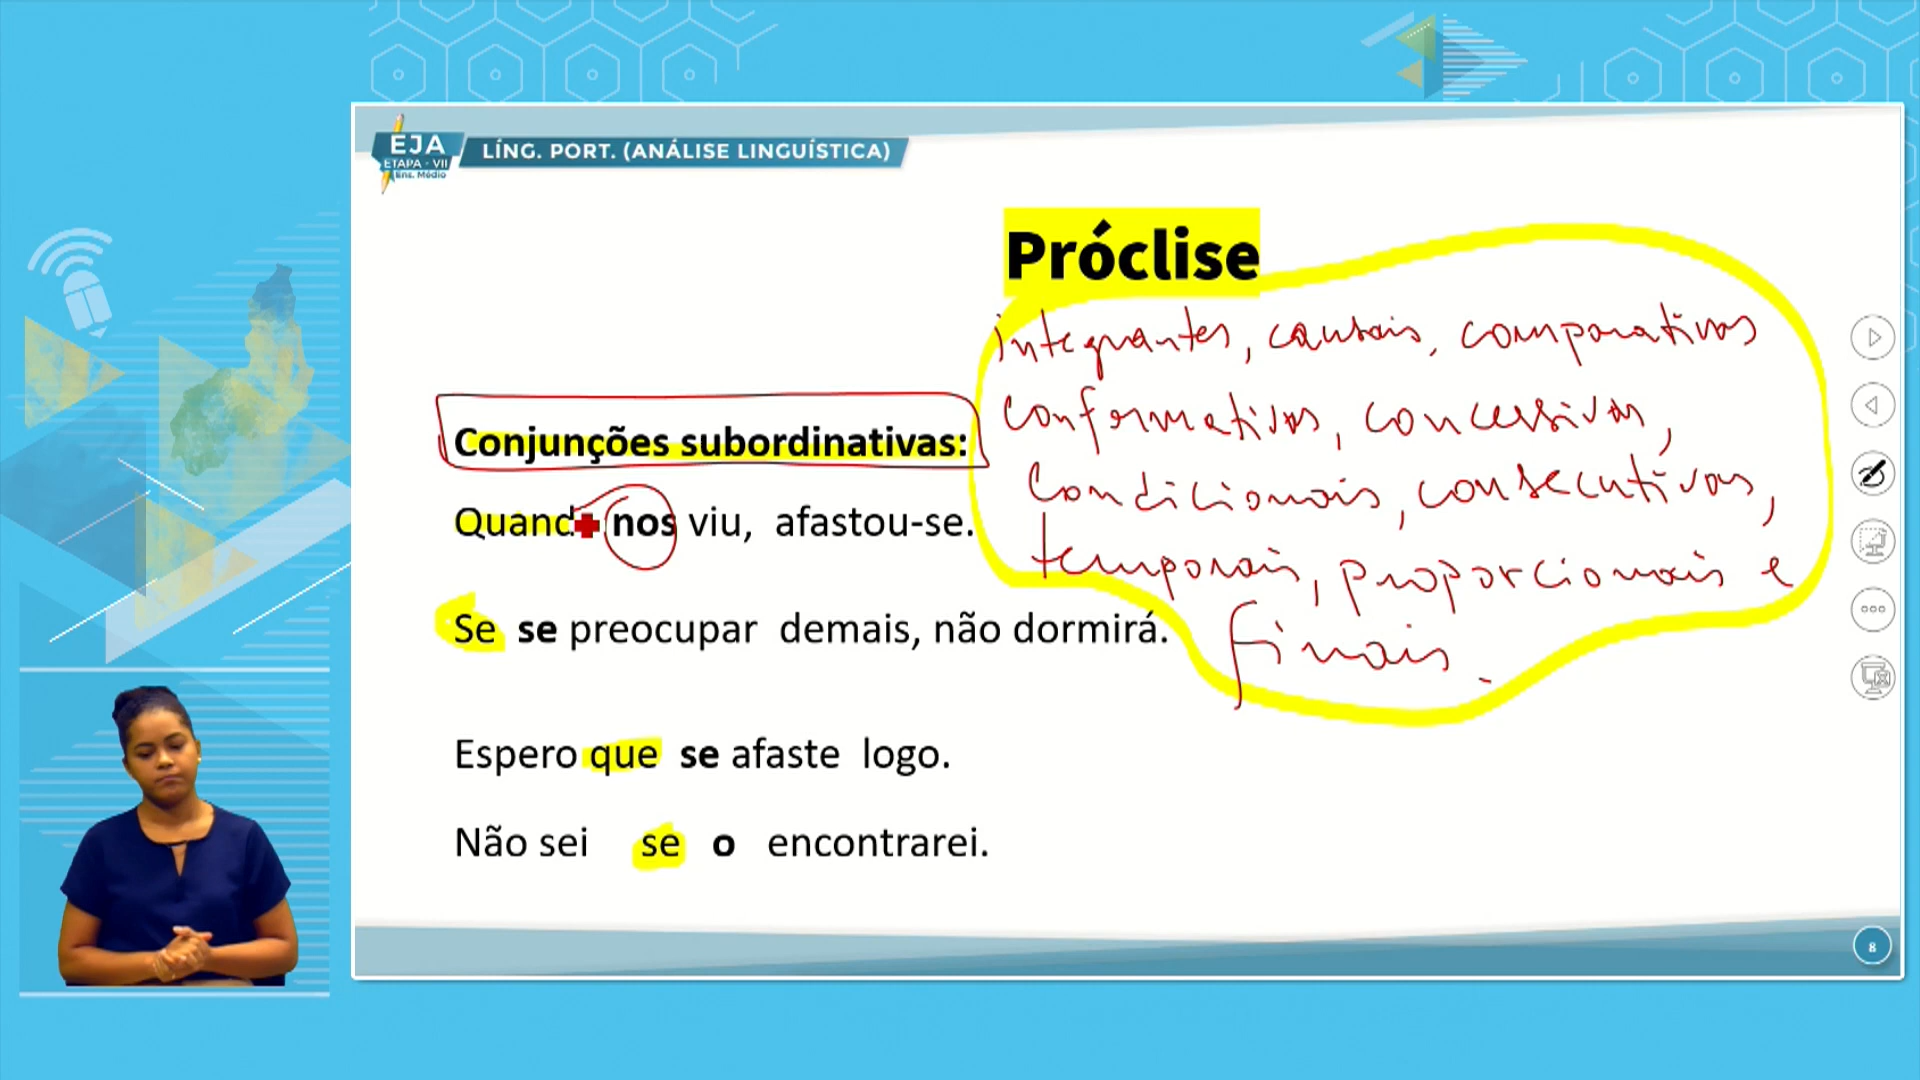 EJA
ETAPA - VII
Ens. Médio
LÍNG. PORT. (ANÁLISE LINGUÍSTICA)
Próclise
integrantes, causais, comparativas
conformativas, concessivas,
condicionais, consecutivas,
temporais, proporcionais e
finais.
Conjunções subordinativas:
Quando nos viu, afastou-se.
Se se preocupar demais, não dormirá.
Espero que se afaste logo.
Não sei se o encontrarei.
8